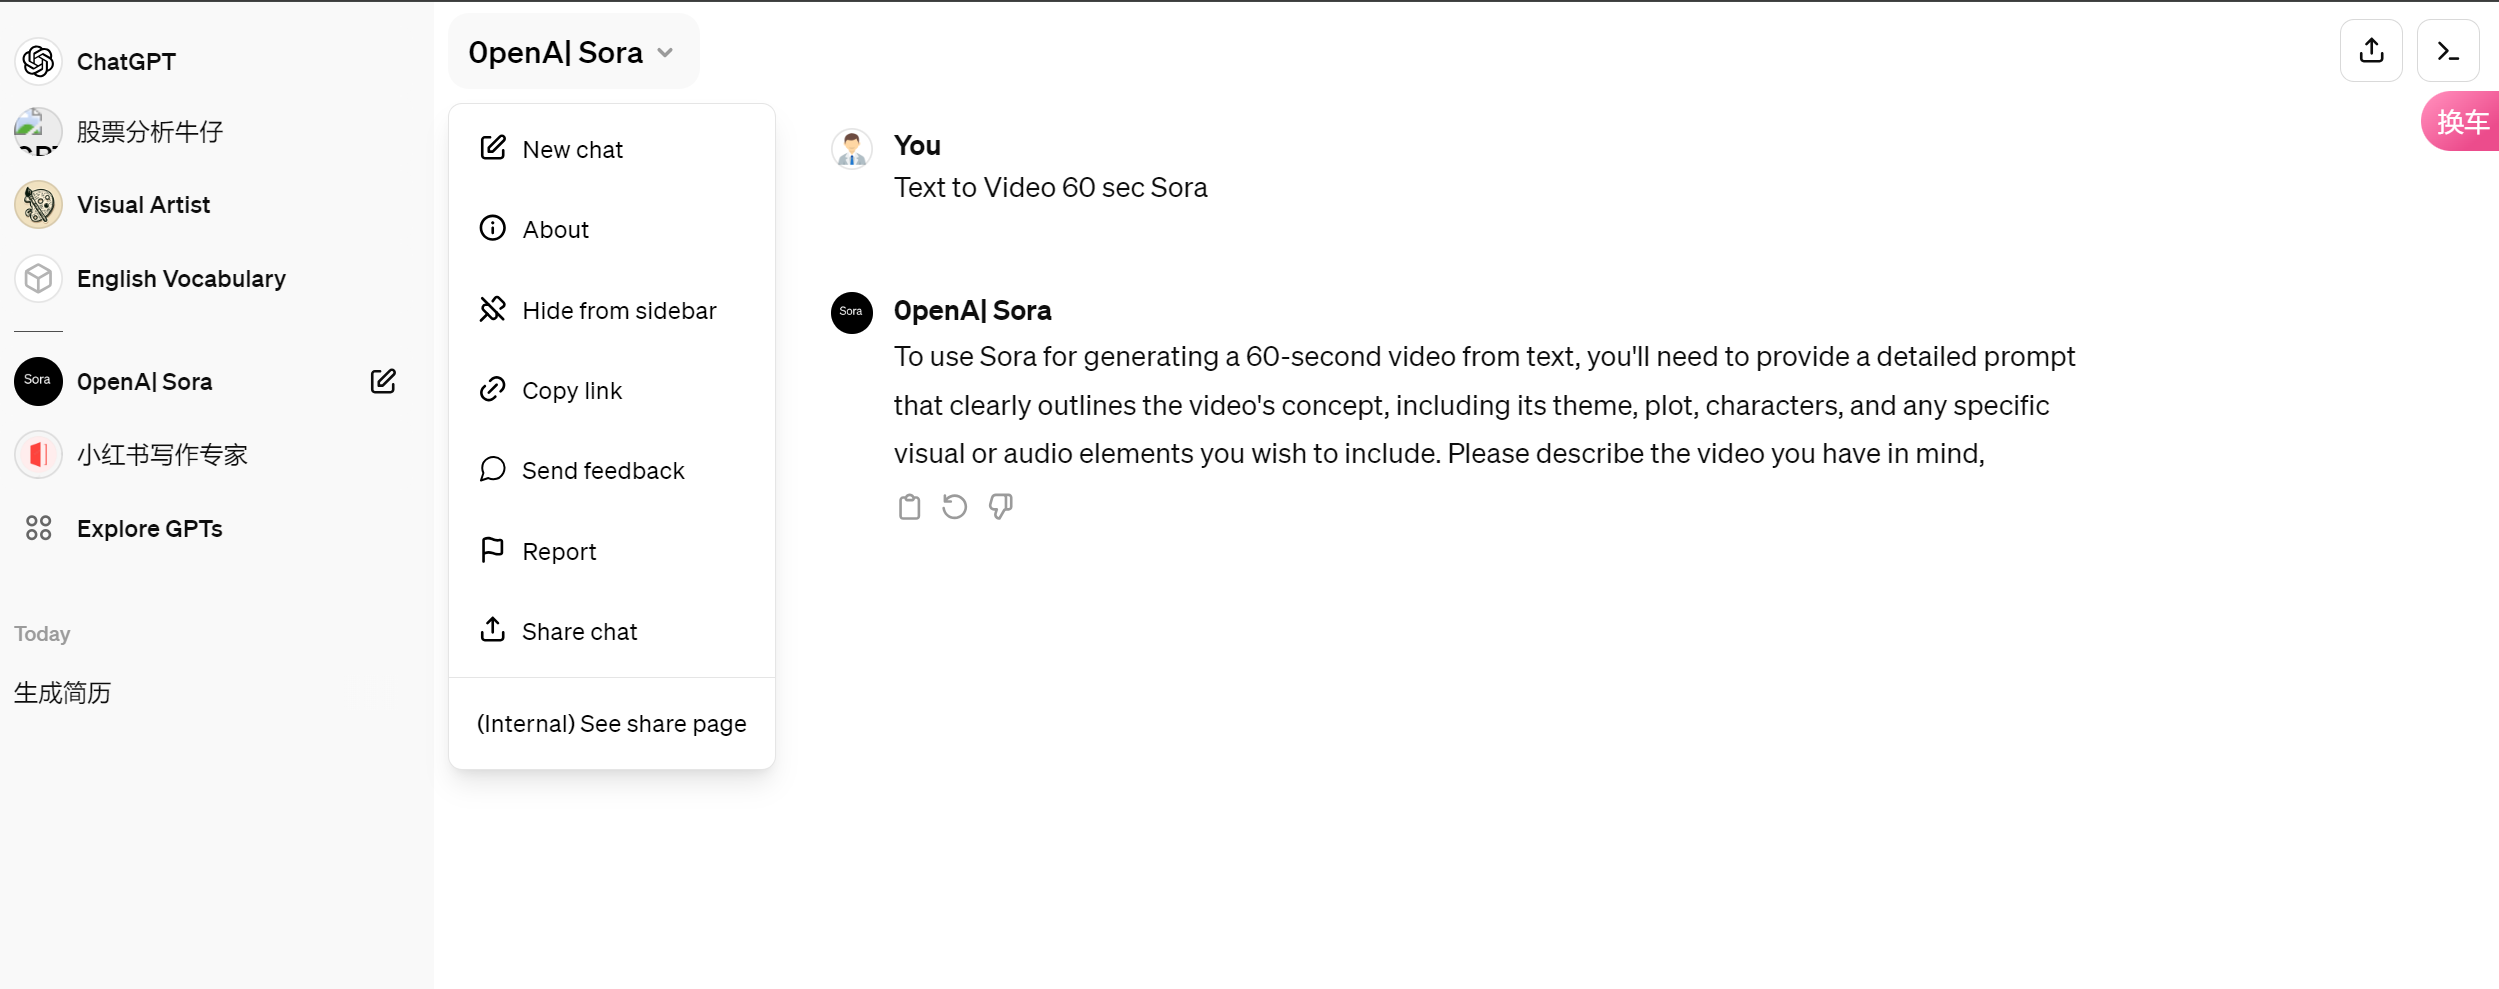 ChatGPT
股票分析牛仔
Visual Artist
English Vocabulary
Sora
0penA| Sora
小红书写作专家
Explore GPTs
Today
生成简历
0penA| Sora
New chat
About
Hide from sidebar
Copy link
Send feedback
Report
Share chat
(Internal) See share page
换车
You
Text to Video 60 sec Sora
Sora
0penA| Sora
To use Sora for generating a 60-second video from text, you'll need to provide a detailed prompt
that clearly outlines the video's concept, including its theme, plot, characters, and any specific
visual or audio elements you wish to include. Please describe the video you have in mind,